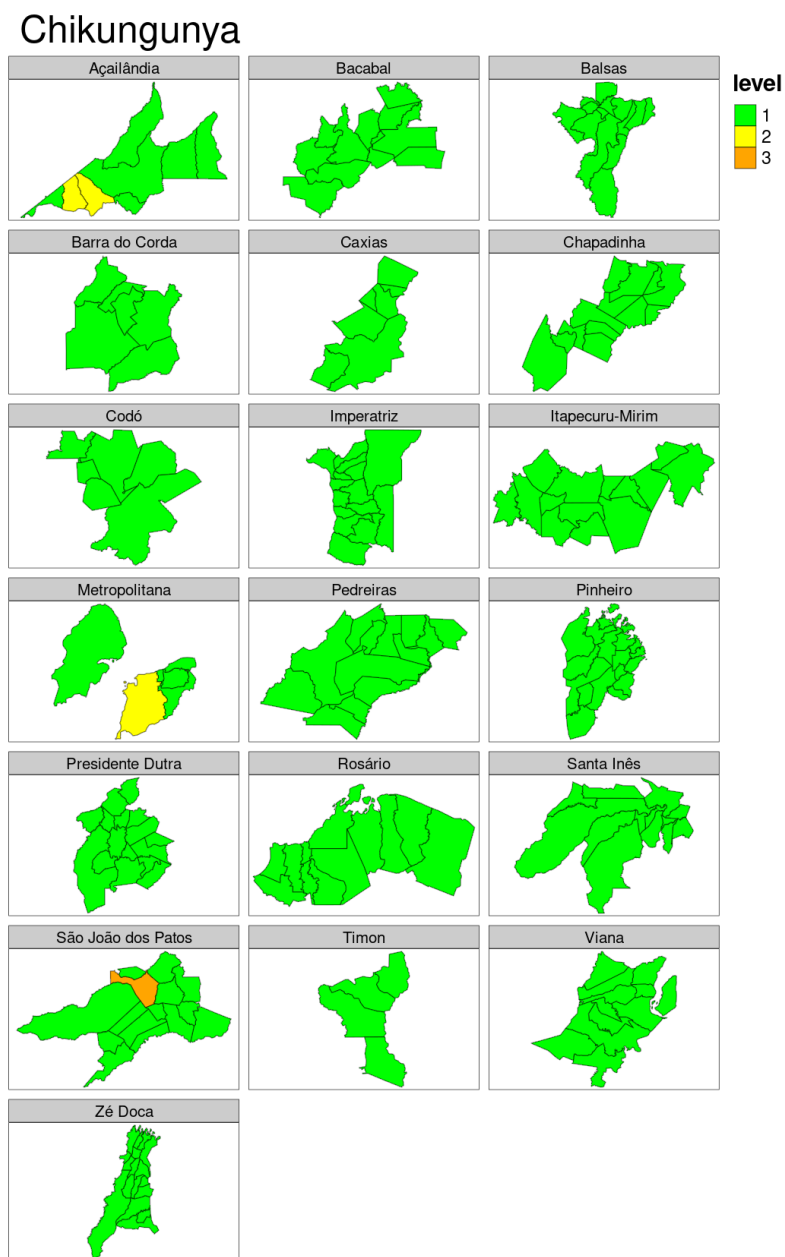 Chikungunya
Açailândia
Bacabal
Balsas
level
1
2
3
Barra do Corda
Caxias
Chapadinha
Codó
Imperatriz
Itapecuru-Mirim
Metropolitana
Pedreiras
Pinheiro
Presidente Dutra
Rosário
Santa Inês
São João dos Patos
Timon
Viana
Zé Doca